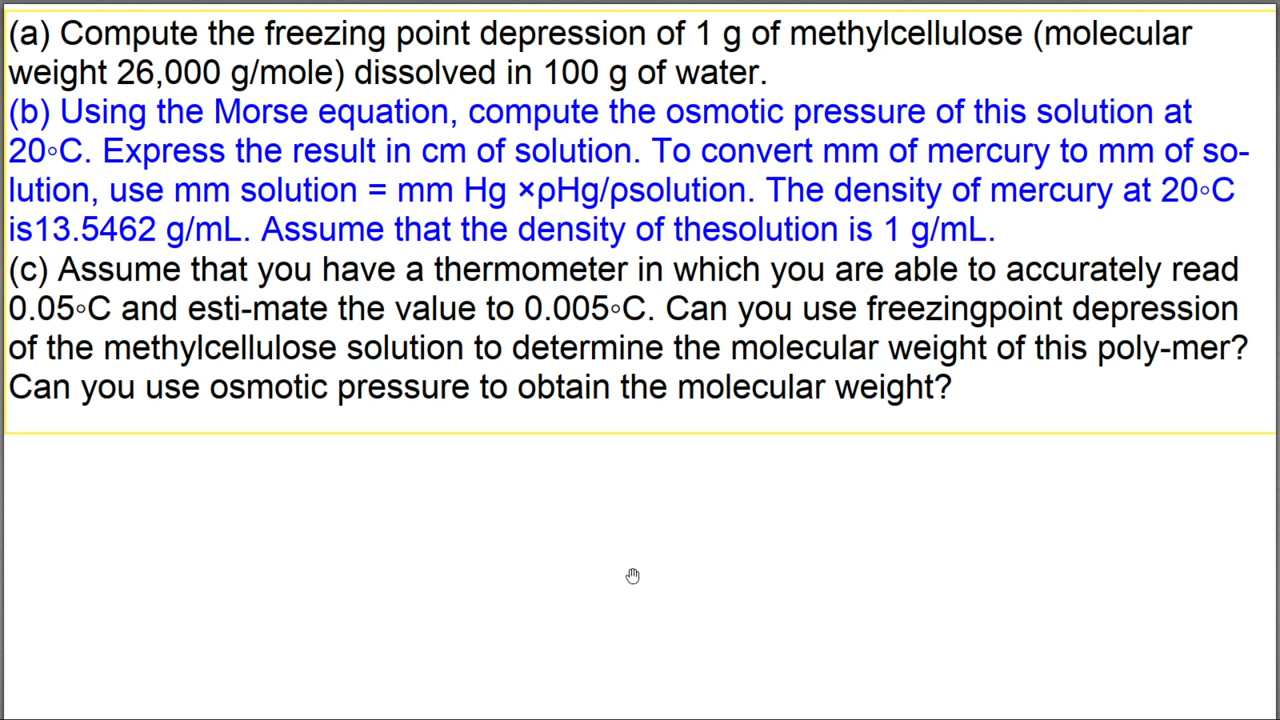 (a) Compute the freezing point depression of 1 g of methylcellulose (molecular
weight 26,000 g/mole) dissolved in 100 g of water.
(b) Using the Morse equation, compute the osmotic pressure of this solution at
20◦C. Express the result in cm of solution. To convert mm of mercury to mm of so-
lution, use mm solution = mm Hg ×ρHg/ρsolution. The density of mercury at 20◦C
is13.5462 g/mL. Assume that the density of thesolution is 1 g/mL.
(c) Assume that you have a thermometer in which you are able to accurately read
0.05◦C and esti-mate the value to 0.005◦C. Can you use freezingpoint depression
of the methylcellulose solution to determine the molecular weight of this poly-mer?
Can you use osmotic pressure to obtain the molecular weight?